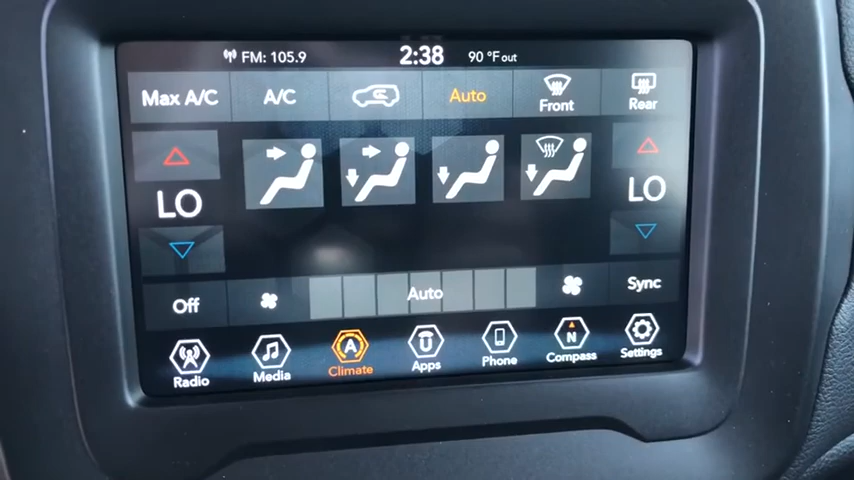 FM: 105.9 2:38 90 °F out
Max A/C A/C Auto Front Rear
LO LO
Off Auto Sync
Radio Media A Climate Apps Phone N Compass Settings